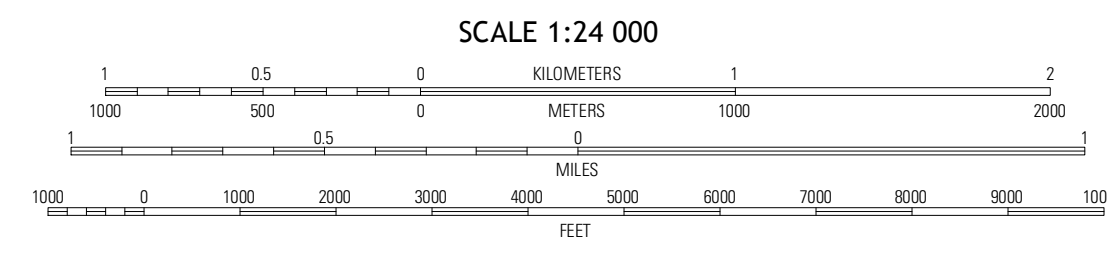 SCALE 1:24 000
1 0.5 0 KILOMETERS 1 2
1000 500 0 METERS 1000 2000
1 0.5 0 1
MILES
1000 0 1000 2000 3000 4000 5000 6000 7000 8000 9000 100
FEET